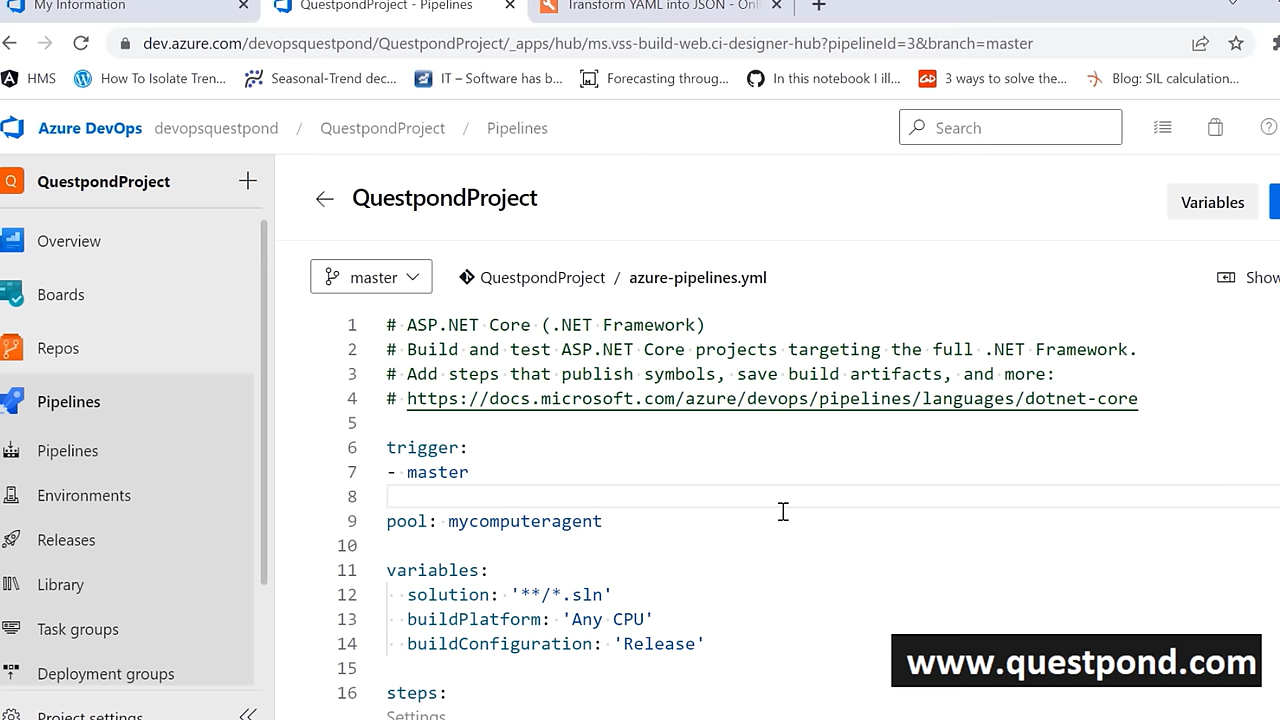 My Information
QuestpondProject - Pipelines
Transform YAML into JSON - Onl
dev.azure.com/devopsquestpond/QuestpondProject/_apps/hub/ms.vss-build-web.ci-designer-hub?pipelineId=3&branch=master
HMS
How To Isolate Tren...
Seasonal-Trend dec...
IT – Software has b...
Forecasting throug...
In this notebook I ill...
3 ways to solve the...
Blog: SIL calculation...
Azure DevOps devopsquestpond / QuestpondProject / Pipelines
Search
Q QuestpondProject
QuestpondProject
Variables
Overview
Boards
Repos
Pipelines
Pipelines
Environments
Releases
Library
Task groups
Deployment groups
Project settings
master
QuestpondProject / azure-pipelines.yml
Show
1 # ASP.NET Core (.NET Framework)
2 # Build and test ASP.NET Core projects targeting the full .NET Framework.
3 # Add steps that publish symbols, save build artifacts, and more:
4 # https://docs.microsoft.com/azure/devops/pipelines/languages/dotnet-core
5
6 trigger:
7 - master
8
9 pool: mycomputeragent
10
11 variables:
12 solution: '**/*.sln'
13 buildPlatform: 'Any CPU'
14 buildConfiguration: 'Release'
15
16 steps:
Settings
www.questpond.com